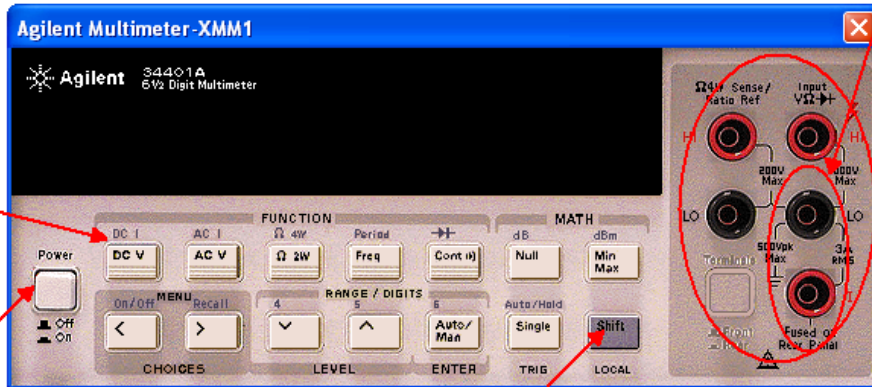 Agilent Multimeter-XMM1
Agilent 34401A
6½ Digit Multimeter
Ω4W Sense/
Ratio Ref
Input
VΩ
HI
HI
200V
Max
1000V
Max
LO
LO
500Vpk
Max
3A
RMS
Terminals
I
Front
Rear
Fused on
Rear Panel
FUNCTION
MATH
DC I
AC I
Ω 4W
Period
dB
dBm
Power
DC V
AC V
Ω 2W
Freq
Cont
Null
Min
Max
Off
On
MENU
RANGE / DIGITS
On/Off
Recall
4
5
6
Auto/Hold
<
>
Auto/
Man
Single
Shift
CHOICES
LEVEL
ENTER
TRIG
LOCAL